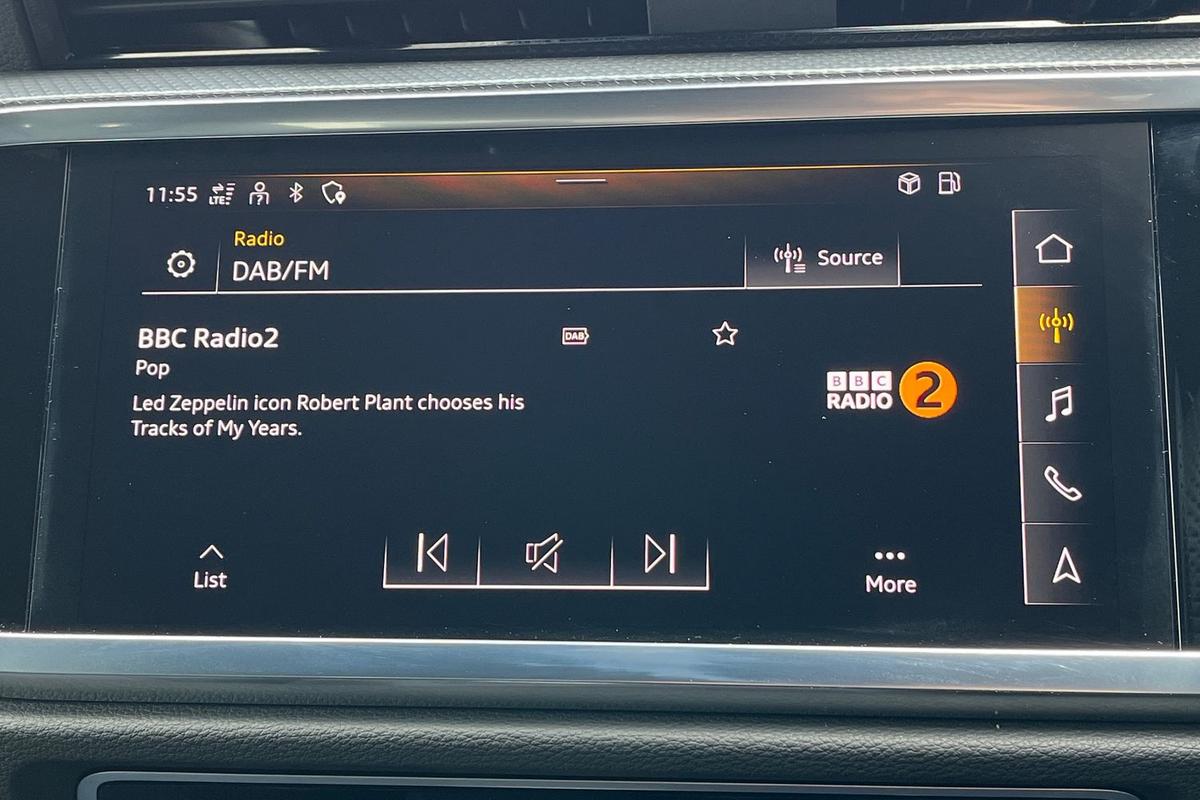 11:55 LTE
Radio
DAB/FM
Source
BBC Radio2
DAB
Pop
Led Zeppelin icon Robert Plant chooses his
Tracks of My Years.
BBC
RADIO 2
List
More